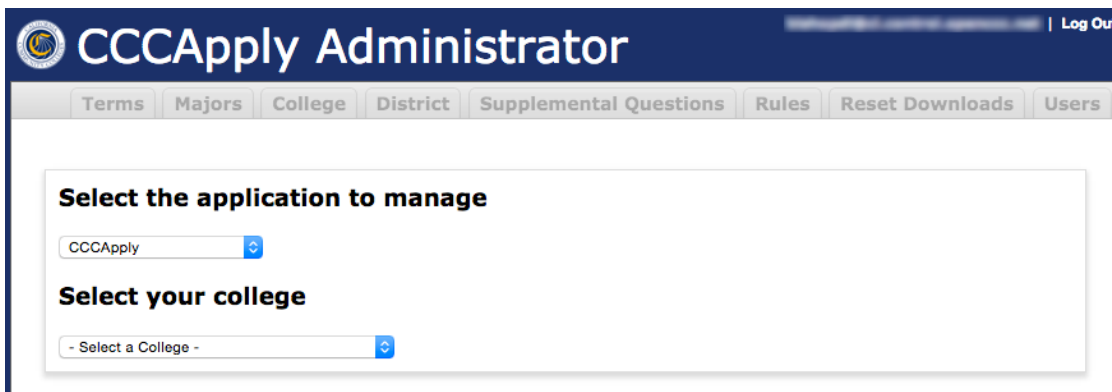 | Log Ou
CCCApply Administrator
Terms Majors College District Supplemental Questions Rules Reset Downloads Users
Select the application to manage
CCCApply
Select your college
- Select a College -